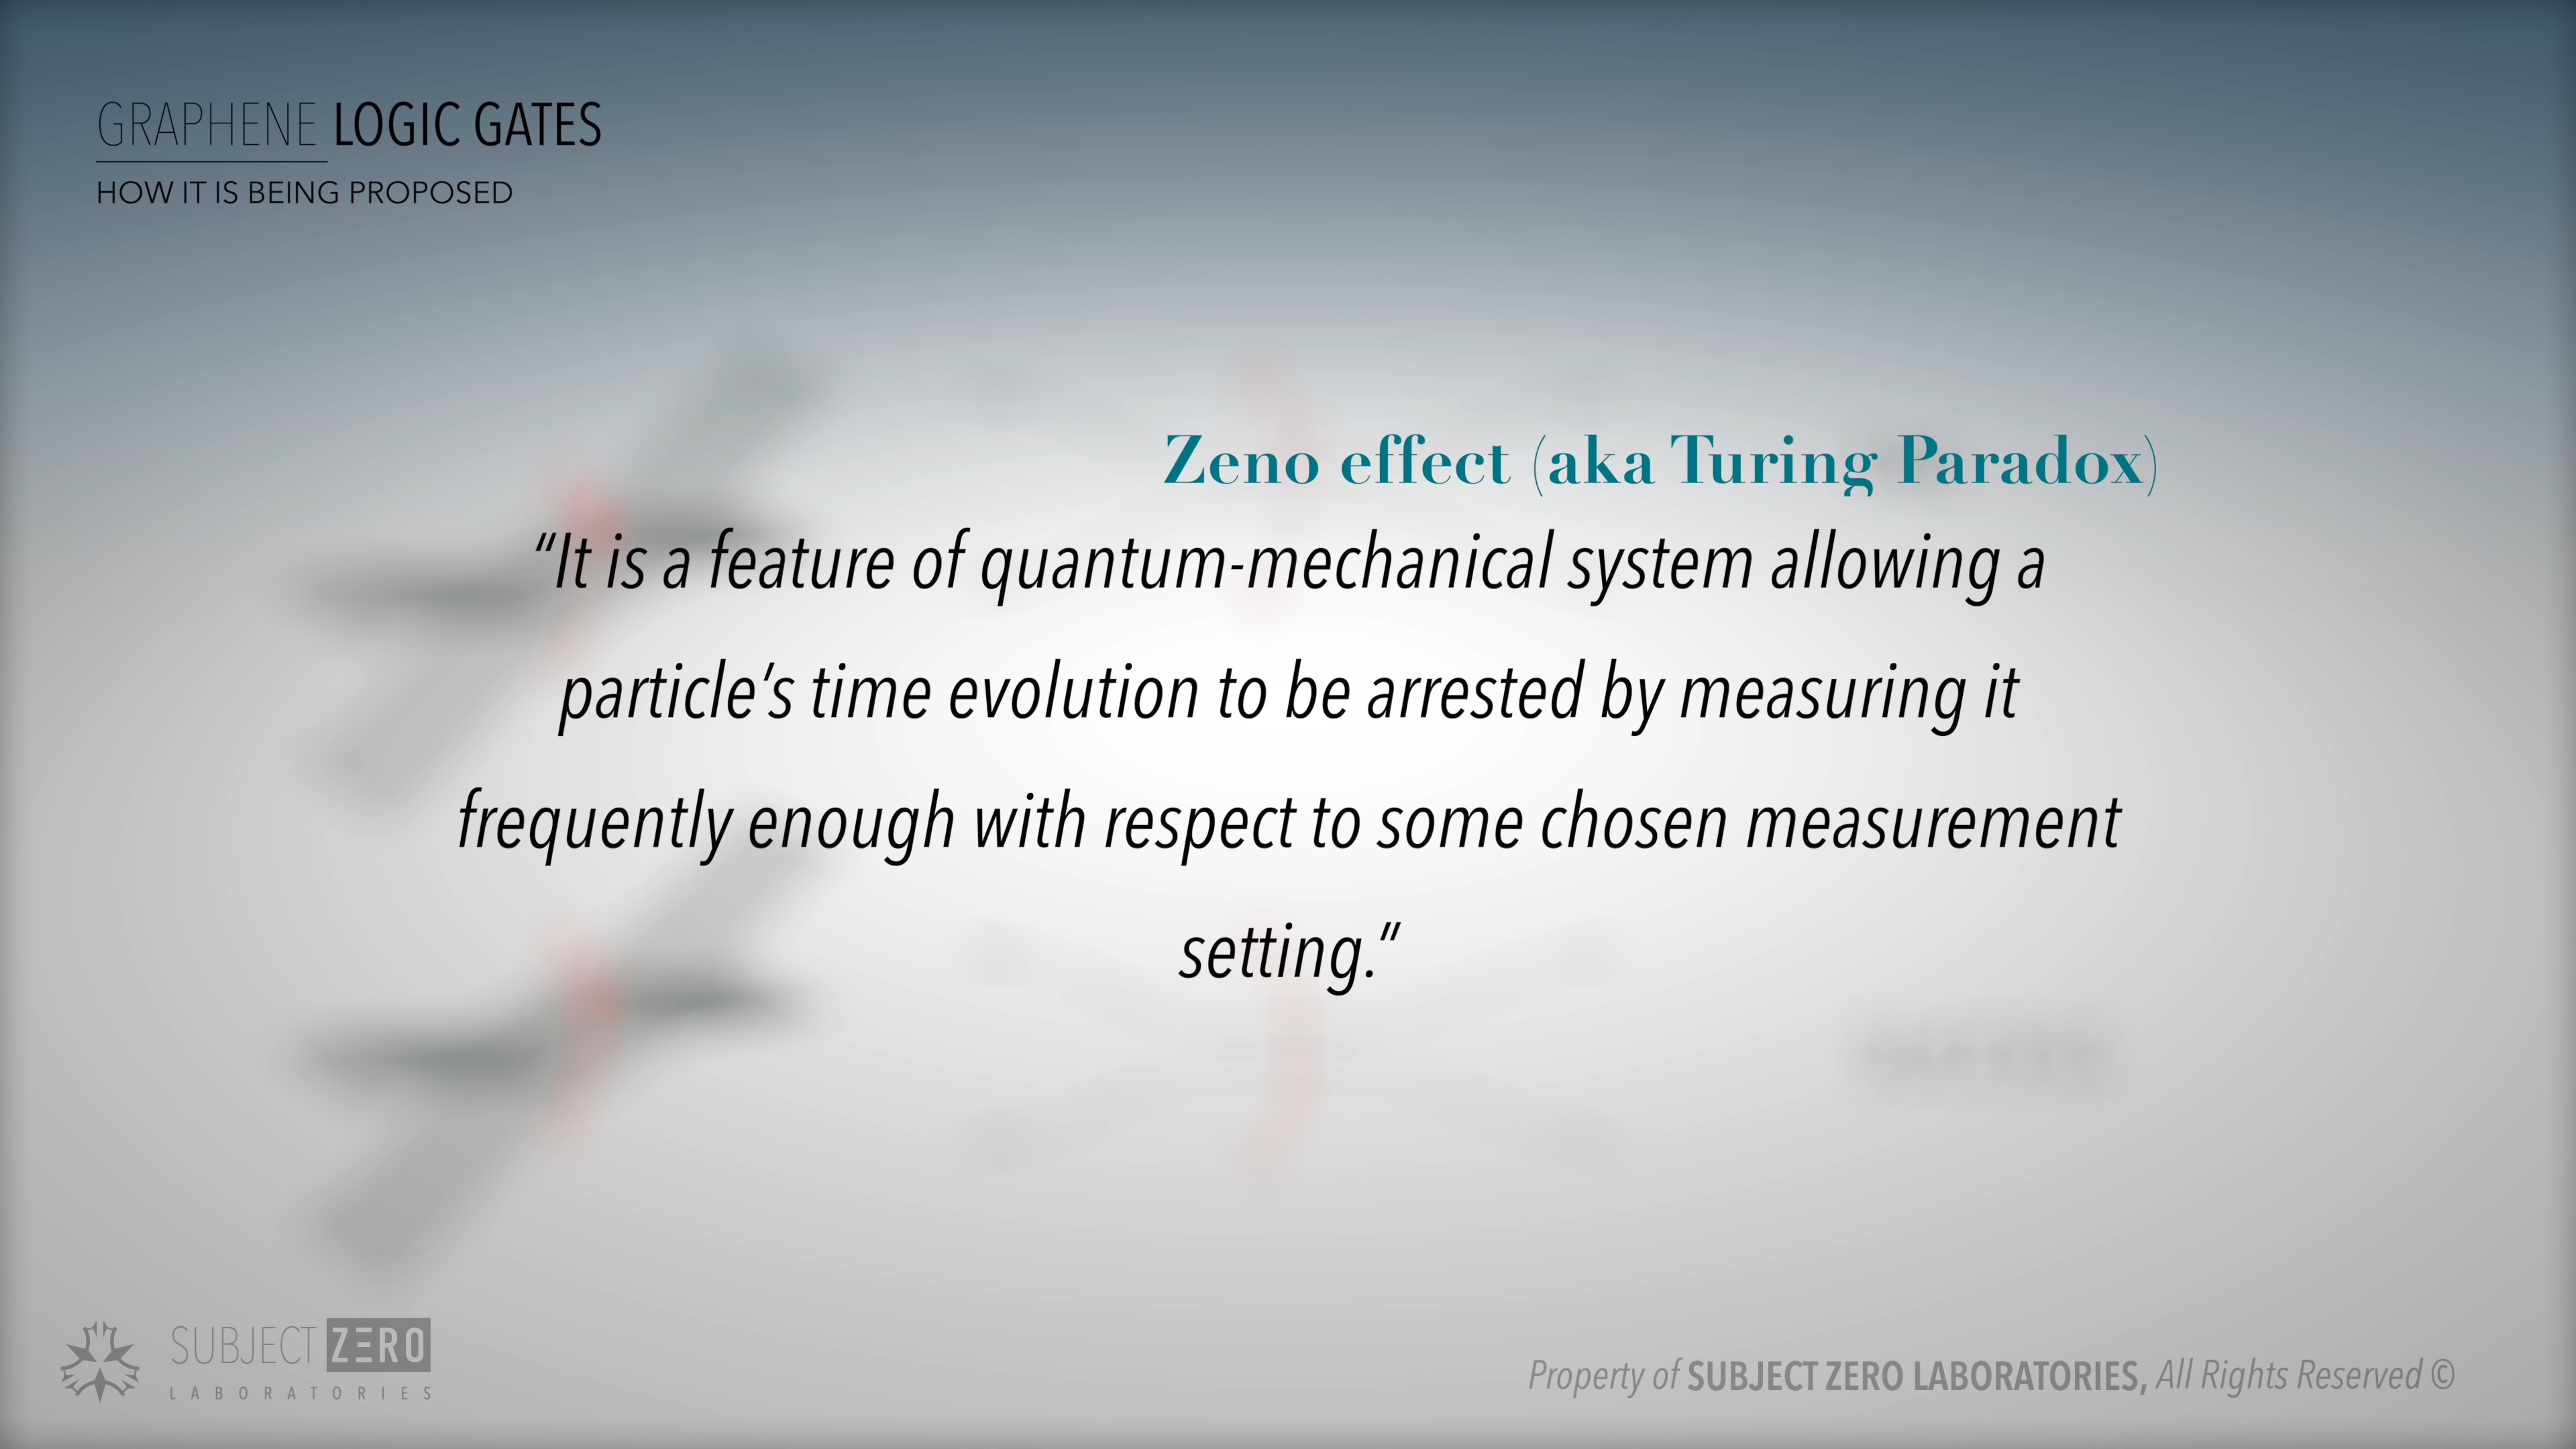 GRAPHENE LOGIC GATES
HOW IT IS BEING PROPOSED
Zeno effect (aka Turing Paradox)
“It is a feature of quantum-mechanical system allowing a
particle’s time evolution to be arrested by measuring it
frequently enough with respect to some chosen measurement
setting.”
SUBJECT ZERO
LABORATORIES
Property of SUBJECT ZERO LABORATORIES, All Rights Reserved ©